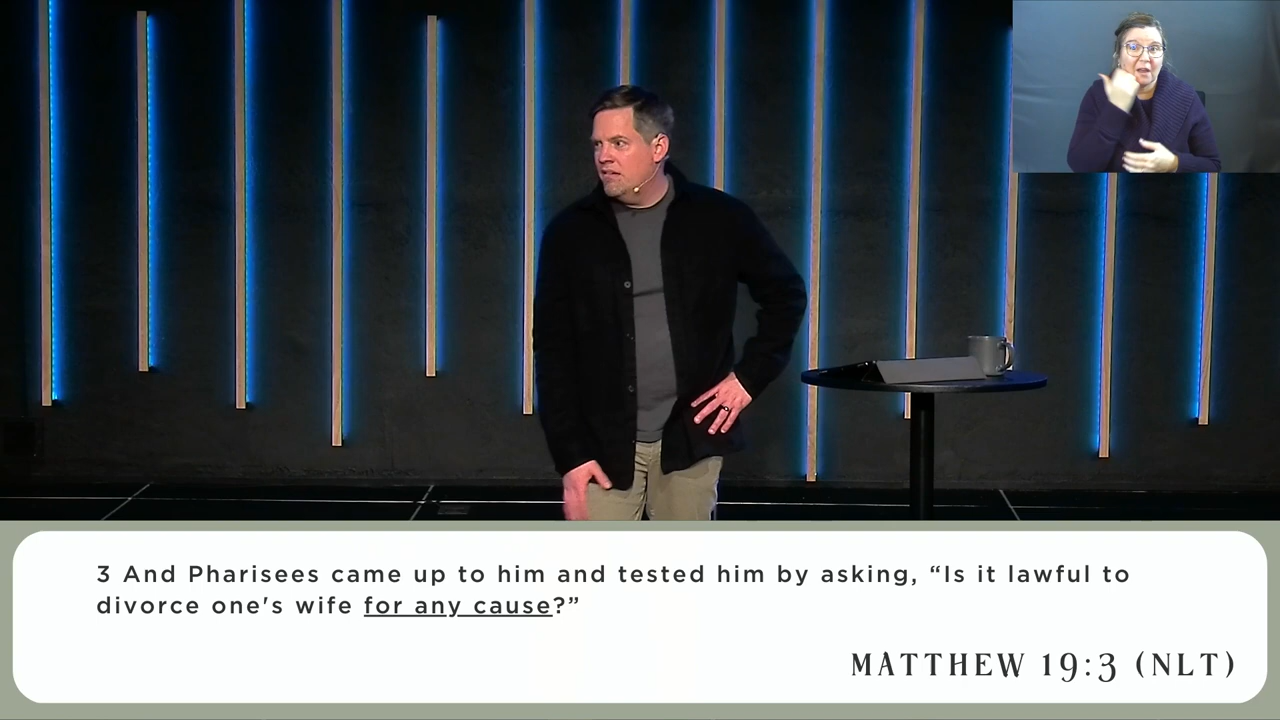 3 And Pharisees came up to him and tested him by asking, “Is it lawful to
divorce one's wife for any cause?”
MATTHEW 19:3 (NLT)